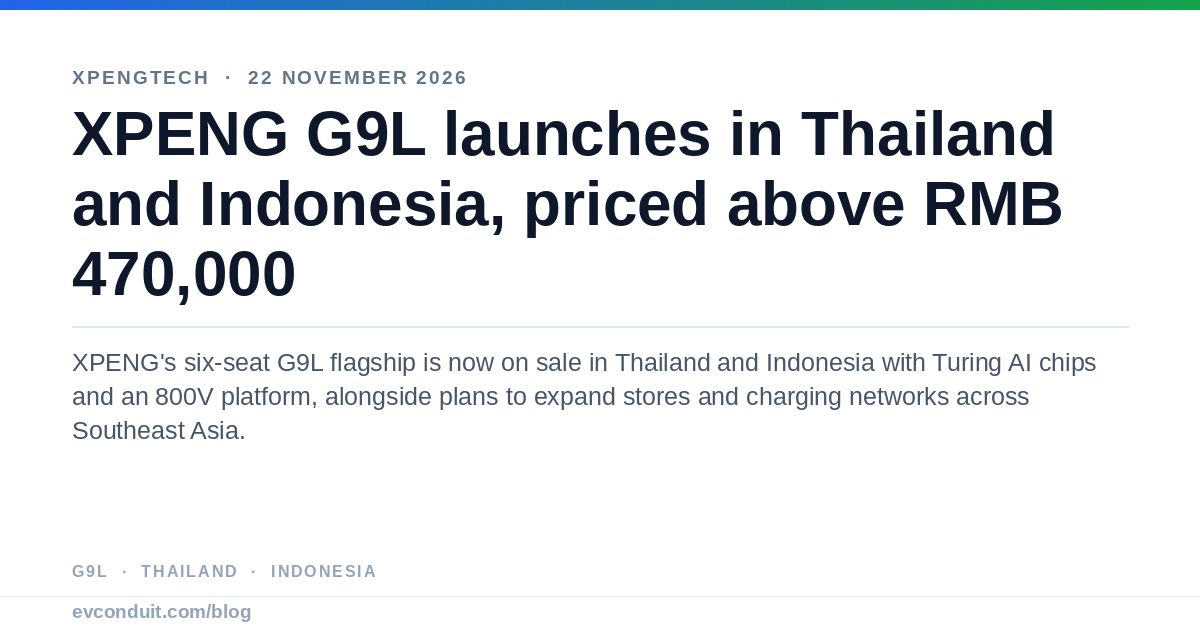 XPENGTECH · 22 NOVEMBER 2026
XPENG G9L launches in Thailand
and Indonesia, priced above RMB
470,000
XPENG's six-seat G9L flagship is now on sale in Thailand and Indonesia with Turing AI chips
and an 800V platform, alongside plans to expand stores and charging networks across
Southeast Asia.
G9L · THAILAND · INDONESIA
evconduit.com/blog